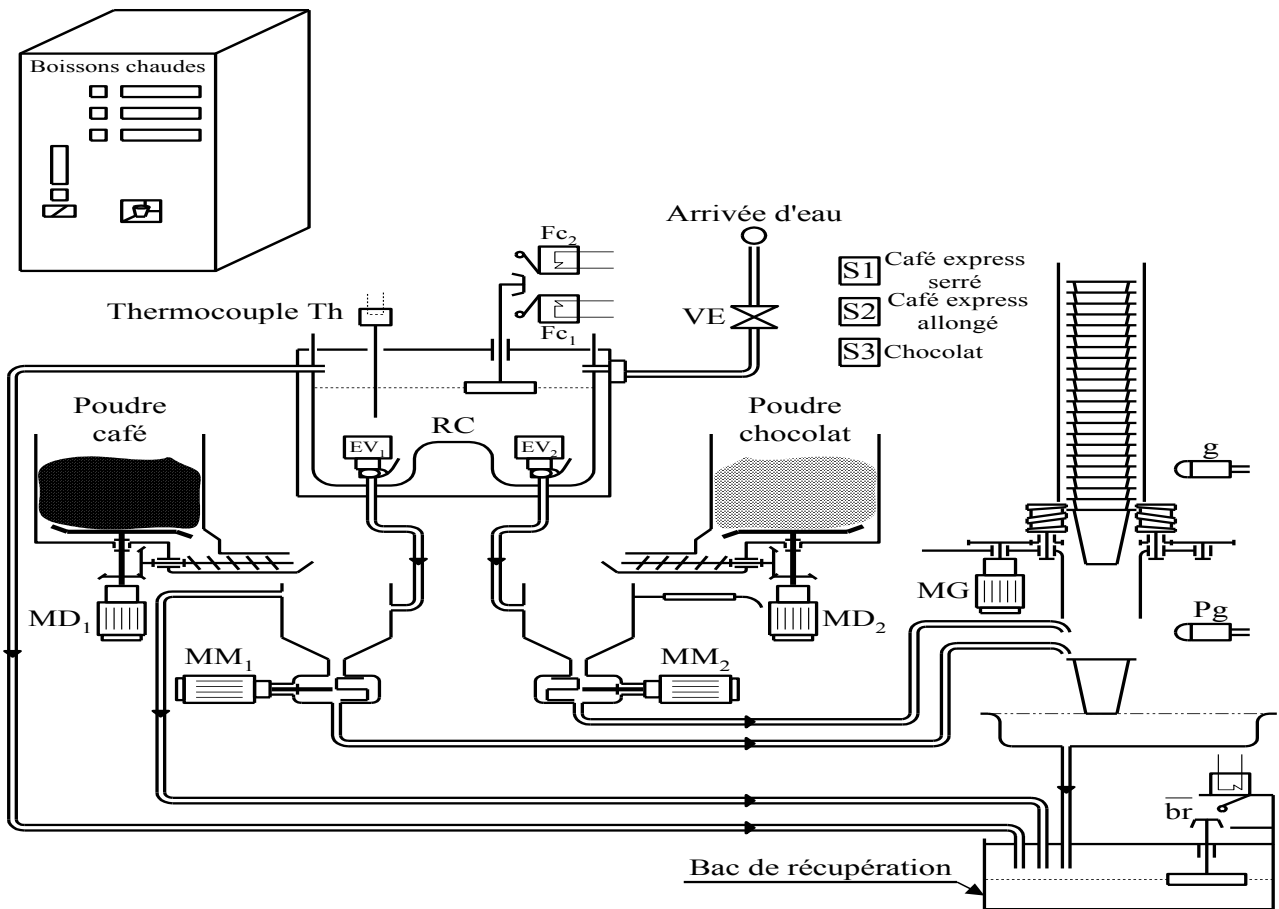 Boissons chaudes
Arrivée d'eau
Fc2
S1 Café express
serré
Thermocouple Th
VE
S2 Café express
allongé
Fc1
S3 Chocolat
Poudre
café
RC
Poudre
chocolat
EV1
EV2
g
MD1
MD2
MG
Pg
MM1
MM2
br
Bac de récupération